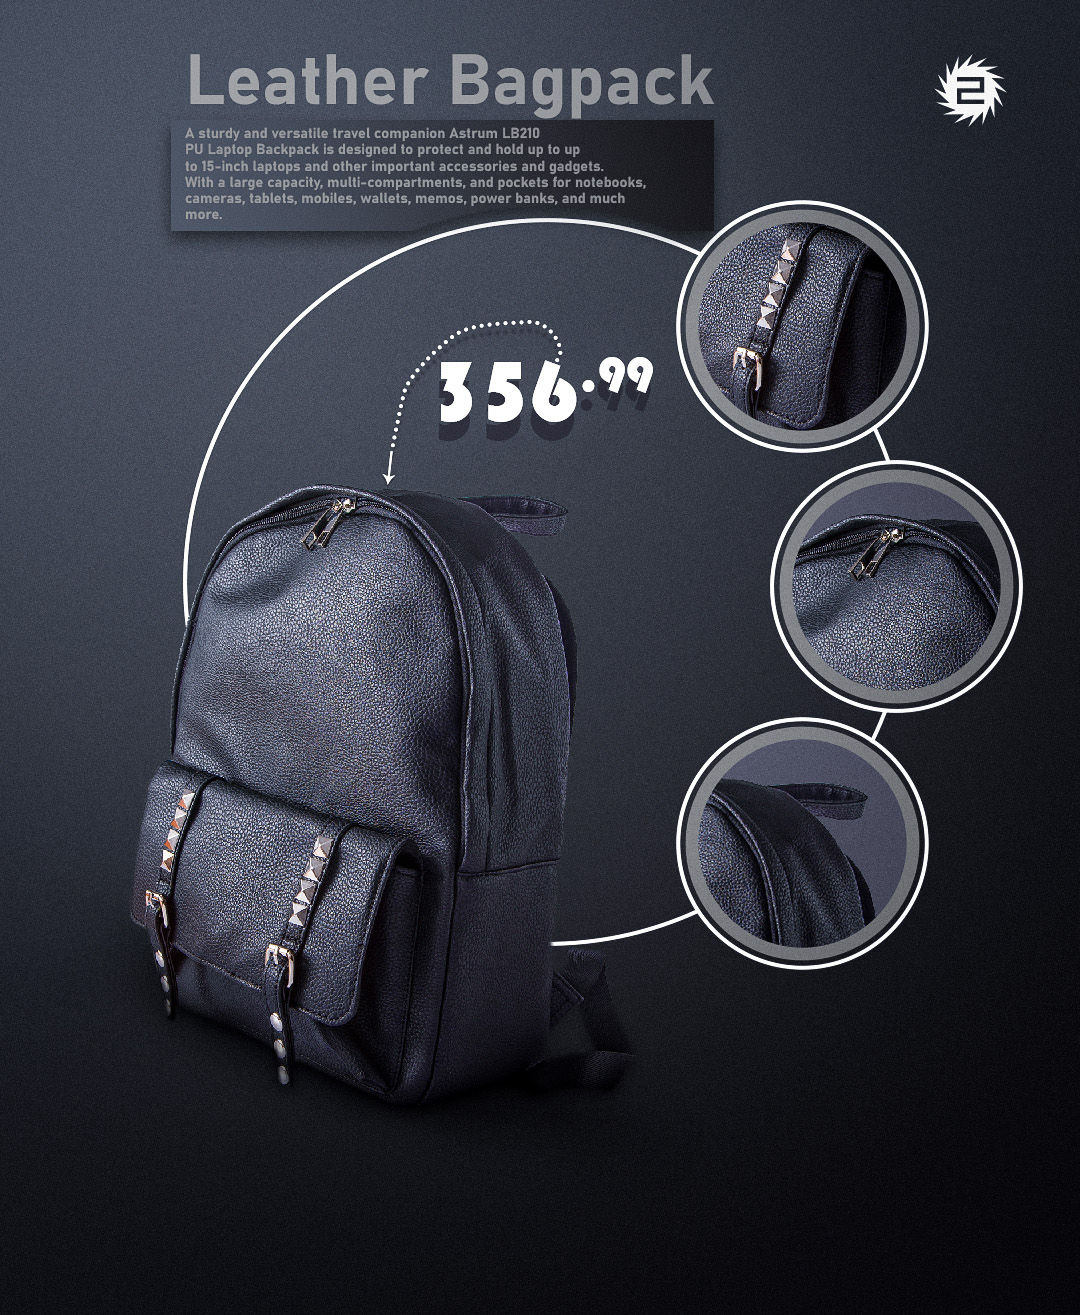 Leather Bagpack
2
A sturdy and versatile travel companion Astrum LB210
PU Laptop Backpack is designed to protect and hold up to up
to 15-inch laptops and other important accessories and gadgets.
With a large capacity, multi-compartments, and pockets for notebooks,
cameras, tablets, mobiles, wallets, memos, power banks, and much
more.
356:99